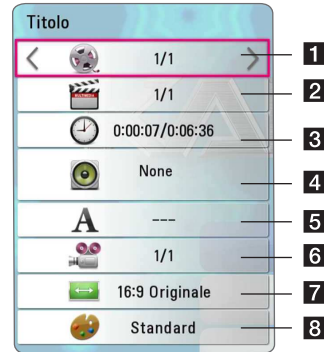 Titolo
1/1 1
1/1 2
0:00:07/0:06:36 3
None 4
A --- 5
1/1 6
16:9 Originale 7
Standard 8